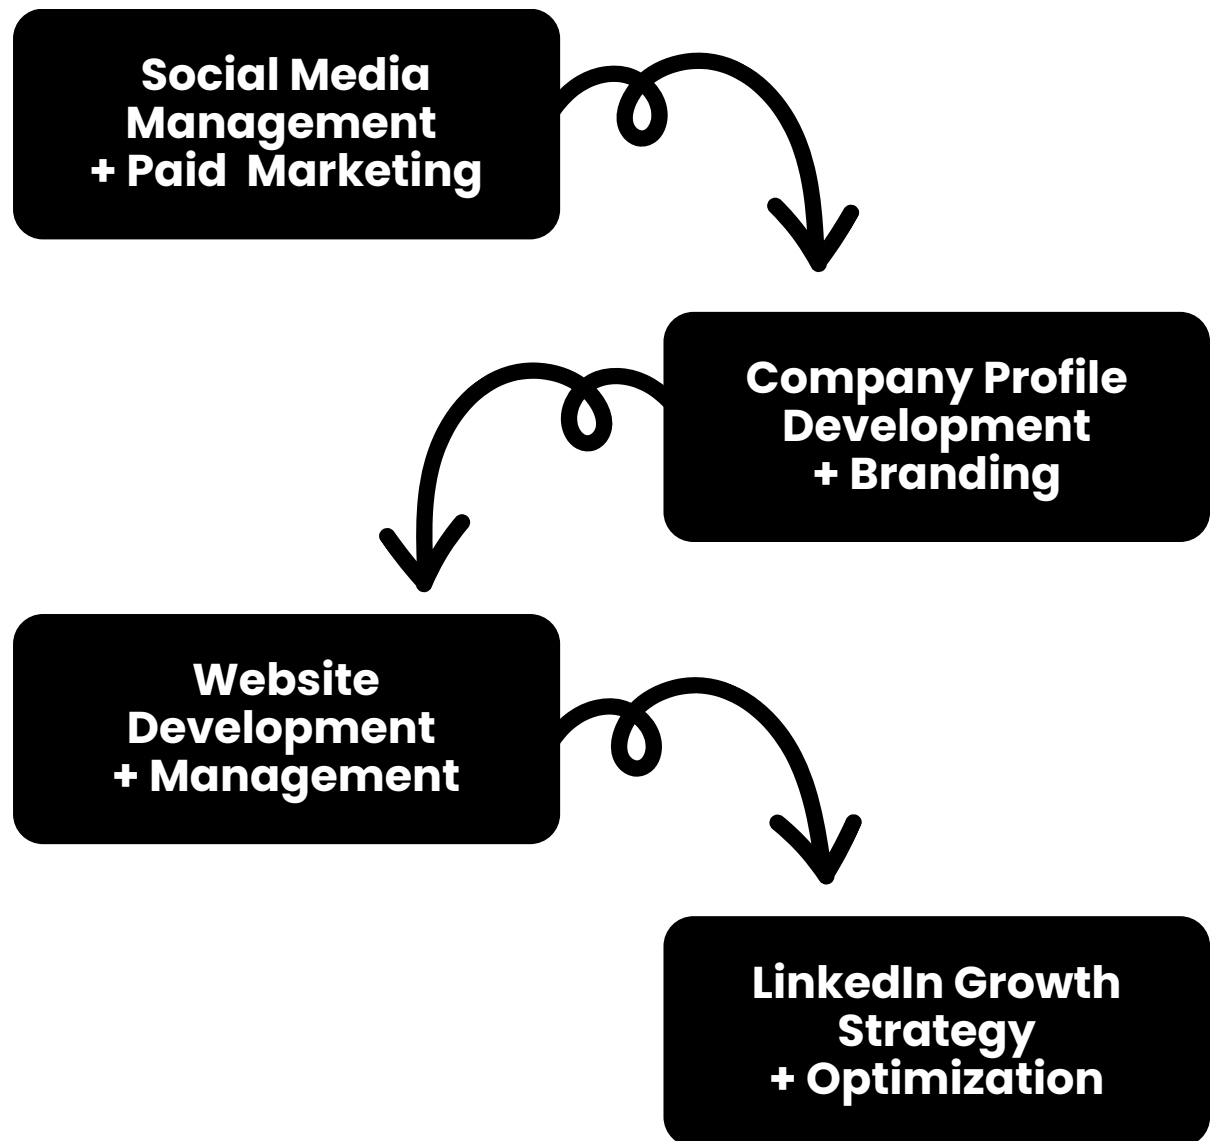 Social Media
Management
+ Paid  Marketing
Company Profile
Development
+ Branding
Website
Development
+ Management
LinkedIn Growth
Strategy
+ Optimization